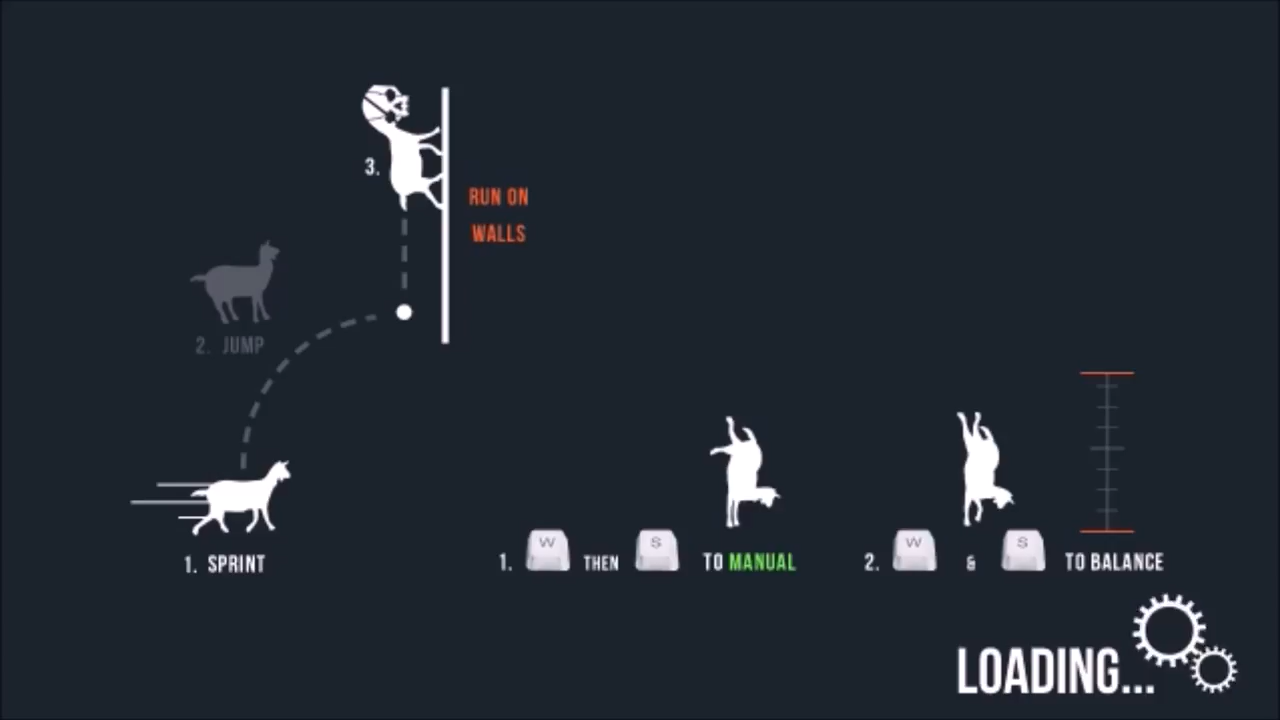 3.
RUN ON
WALLS
2. JUMP
1. SPRINT
1. W THEN S TO MANUAL
2. W & S TO BALANCE
LOADING...